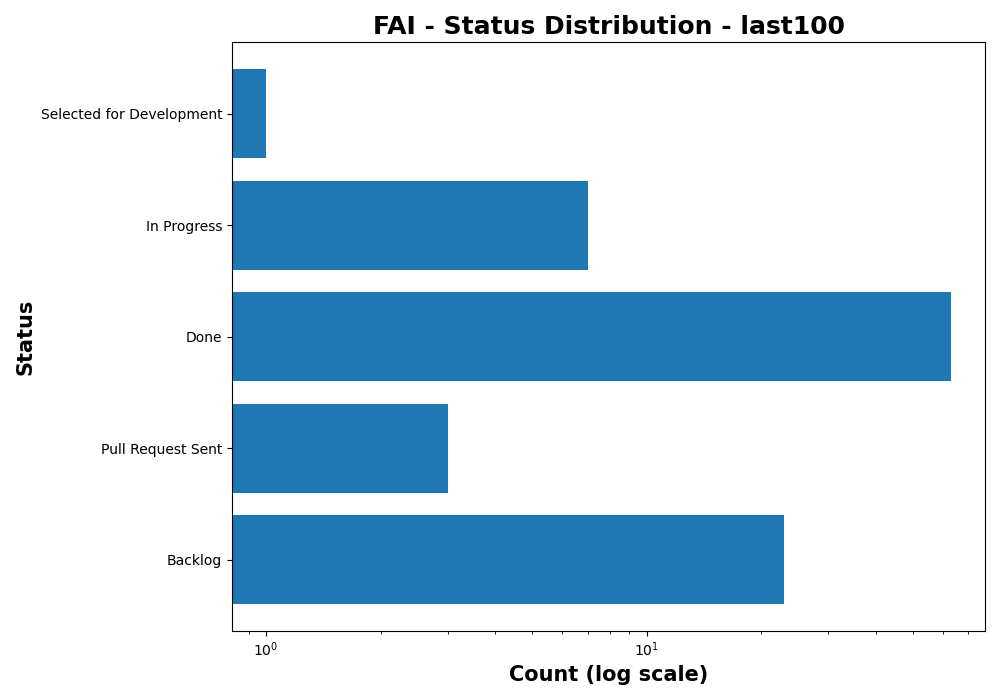 FAI - Status Distribution - last100
Selected for Development
In Progress
Done
Pull Request Sent
Backlog
Status
10⁰
10¹
Count (log scale)